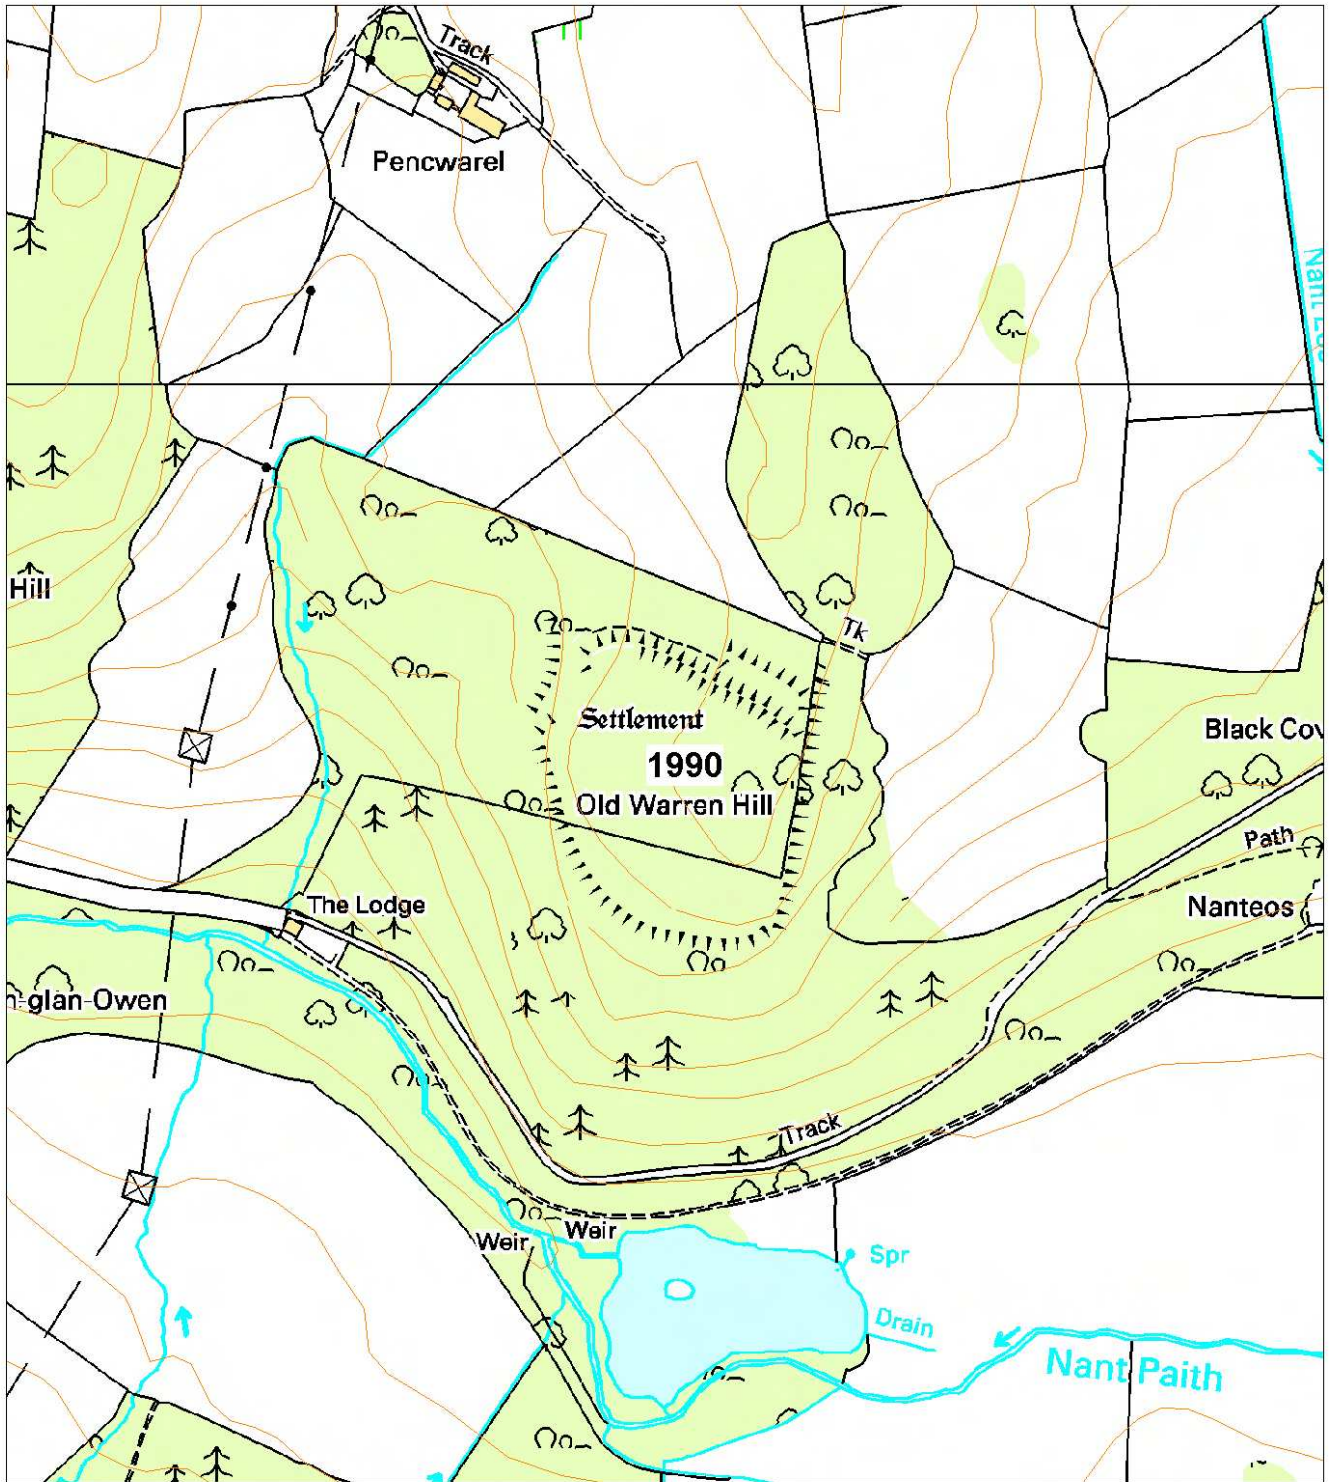 Track
Pencwarel
Hill
Tk
Settlement
1990
Old Warren Hill
Black Cov
Path
The Lodge
Nanteos
n-glan-Owen
Track
Weir
Weir
Spr
Drain
Nant Paith